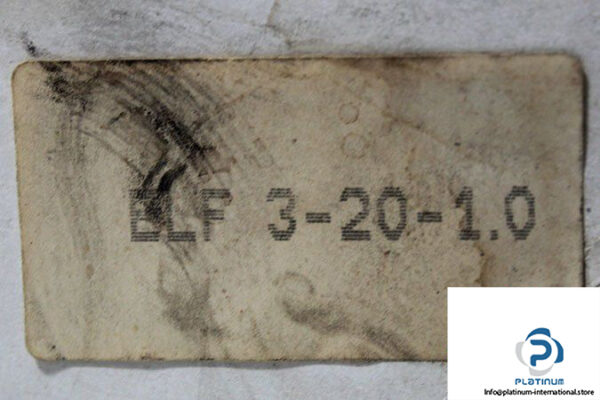 ELF 3-20-1.0
PLATINUM
Info@platinum-international.store